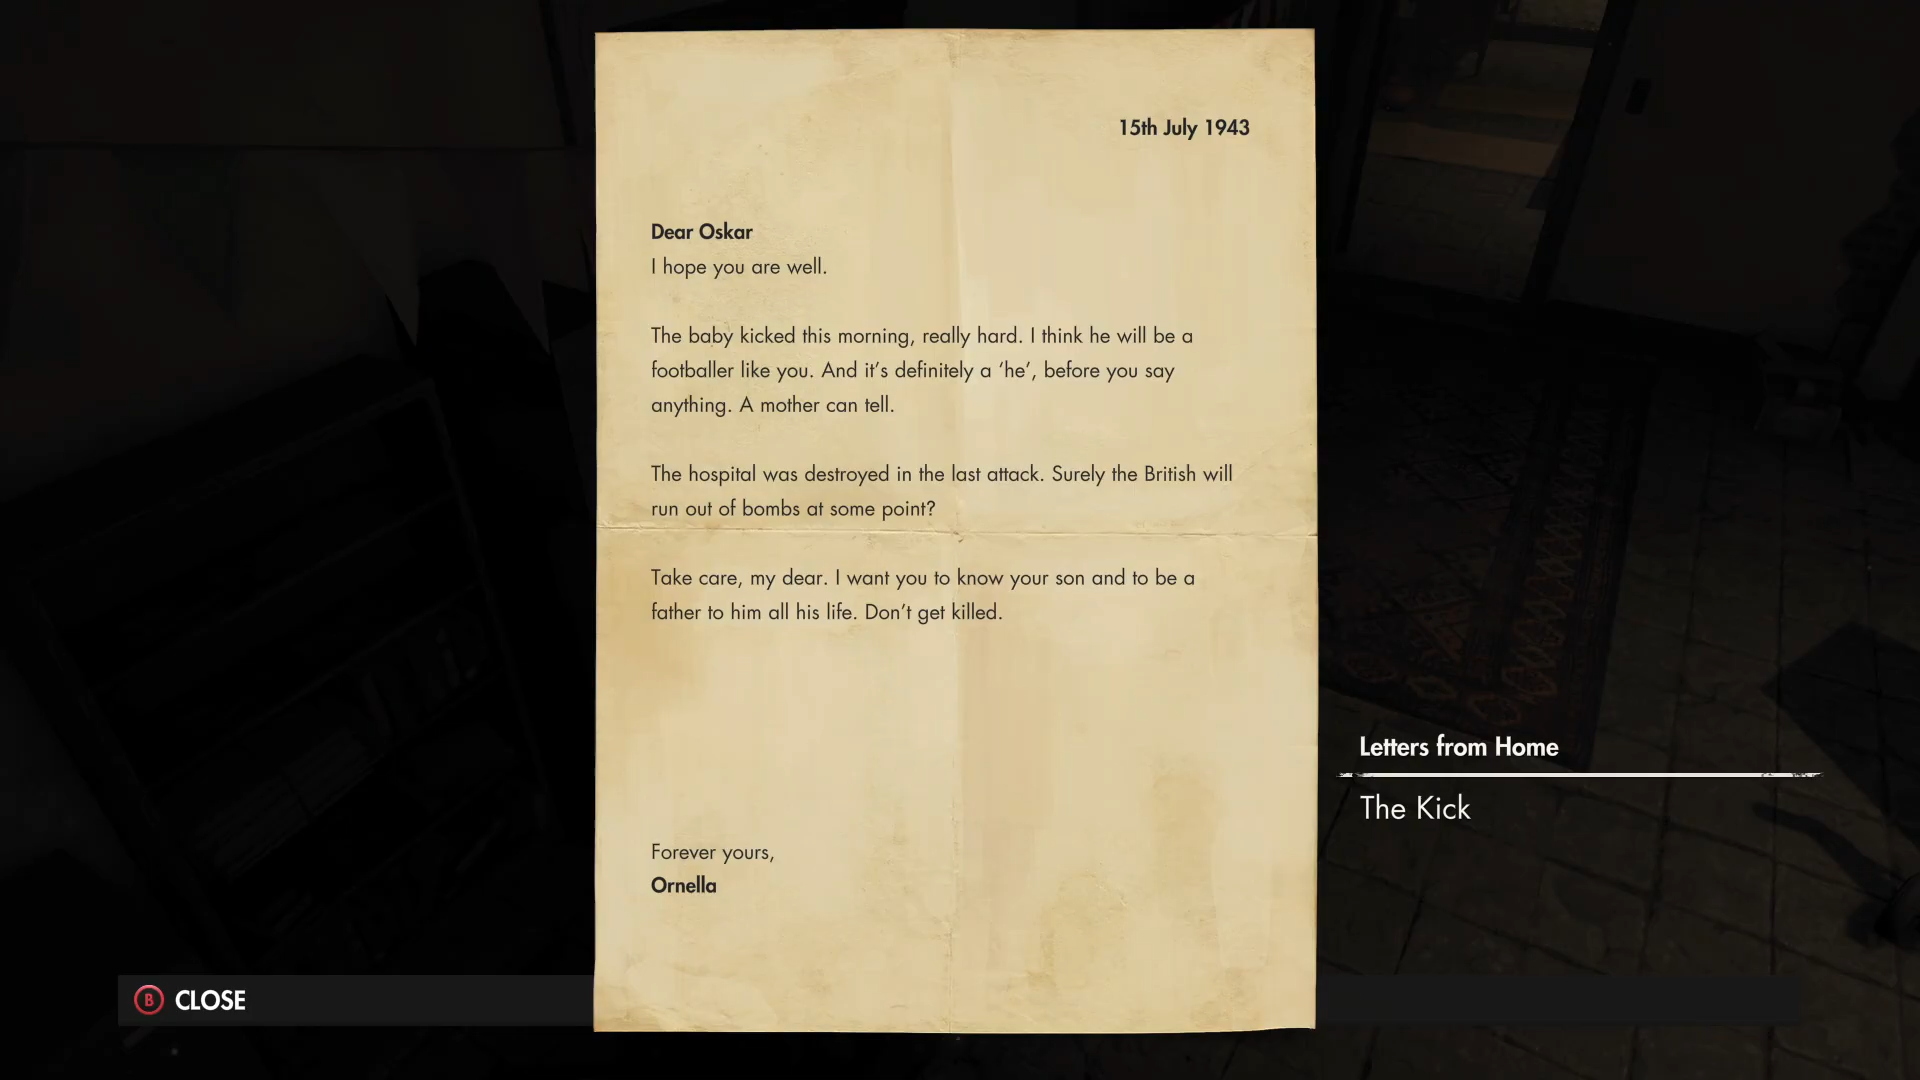 15th July 1943
Dear Oskar
I hope you are well.
The baby kicked this morning, really hard. I think he will be a
footballer like you. And it’s definitely a ‘he’, before you say
anything. A mother can tell.
The hospital was destroyed in the last attack. Surely the British will
run out of bombs at some point?
Take care, my dear. I want you to know your son and to be a
father to him all his life. Don’t get killed.
Forever yours,
Ornella
Letters from Home
The Kick
B CLOSE